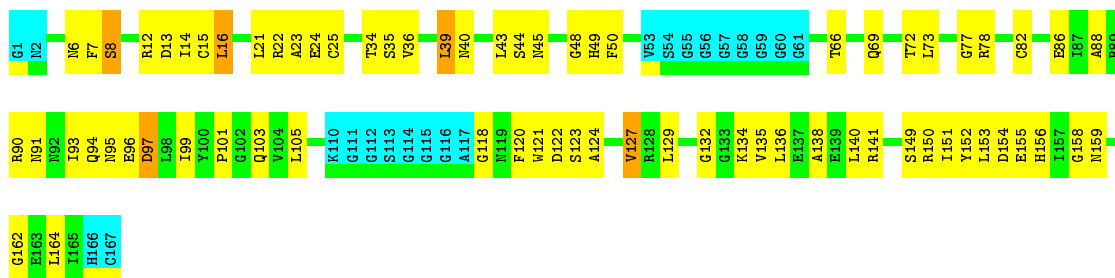 G1 N2 N6 F7 S8 R12 D13 I14 C15 L16 L21 R22 A23 E24 C25 T34 S35 V36 L39 N40 L43 S44 N45 G48 H49 F50 V53 S54 G55 G56 G57 G58 G59 G60 G61 T66 Q69 T72 L73 G77 R78 C82 E86 I87 A88
R90 N91 N92 I93 Q94 N95 E96 D97 L98 I99 Y100 P101 G102 Q103 V104 L105 K110 G111 G112 S113 G114 G115 G116 A117 G118 N119 F120 W121 D122 S123 A124 V127 R128 L129 G132 G133 K134 V135 L136 E137 A138 E139 L140 R141 S149 R150 I151 Y152 L153 D154 E155 H156 I157 G158 N159
G162 E163 L164 I165 H166 C167